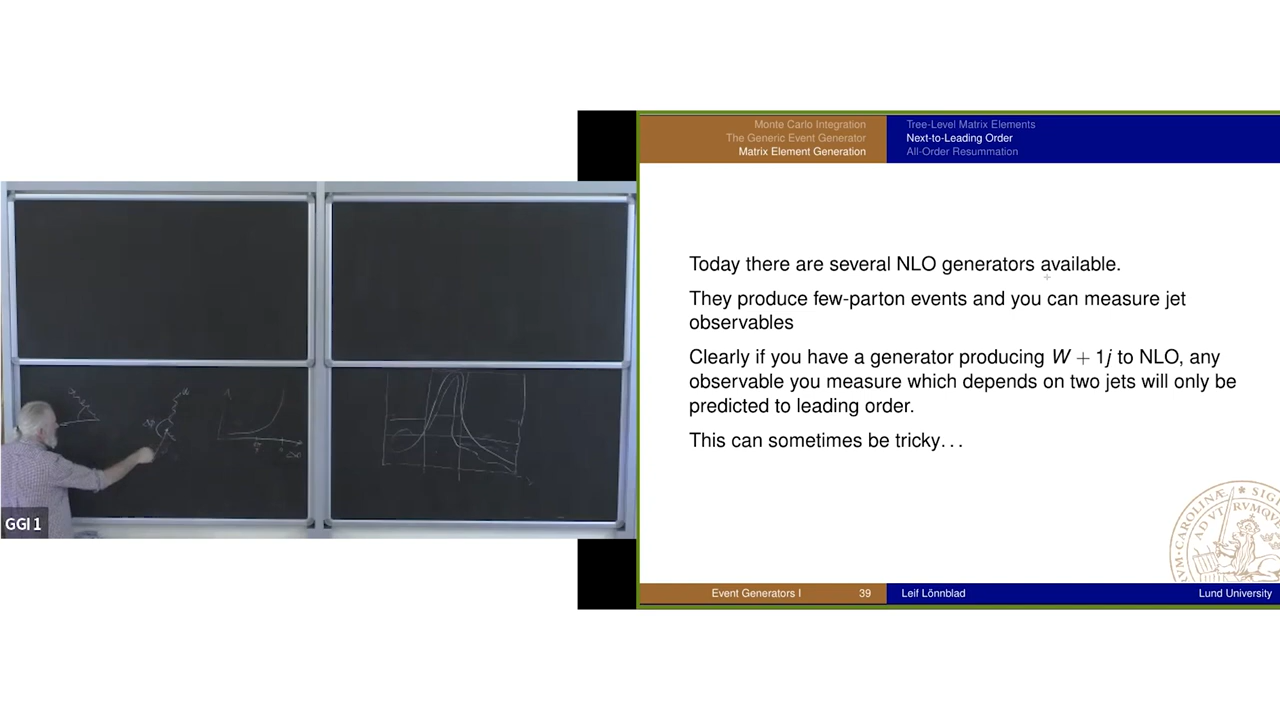 GGI 1
Monte Carlo Integration
The Generic Event Generator
Matrix Element Generation
Tree-Level Matrix Elements
Next-to-Leading Order
All-Order Resummation
Today there are several NLO generators available.
They produce few-parton events and you can measure jet
observables
Clearly if you have a generator producing W + 1j to NLO, any
observable you measure which depends on two jets will only be
predicted to leading order.
This can sometimes be tricky...
Event Generators I
39
Leif Lönnblad
Lund University